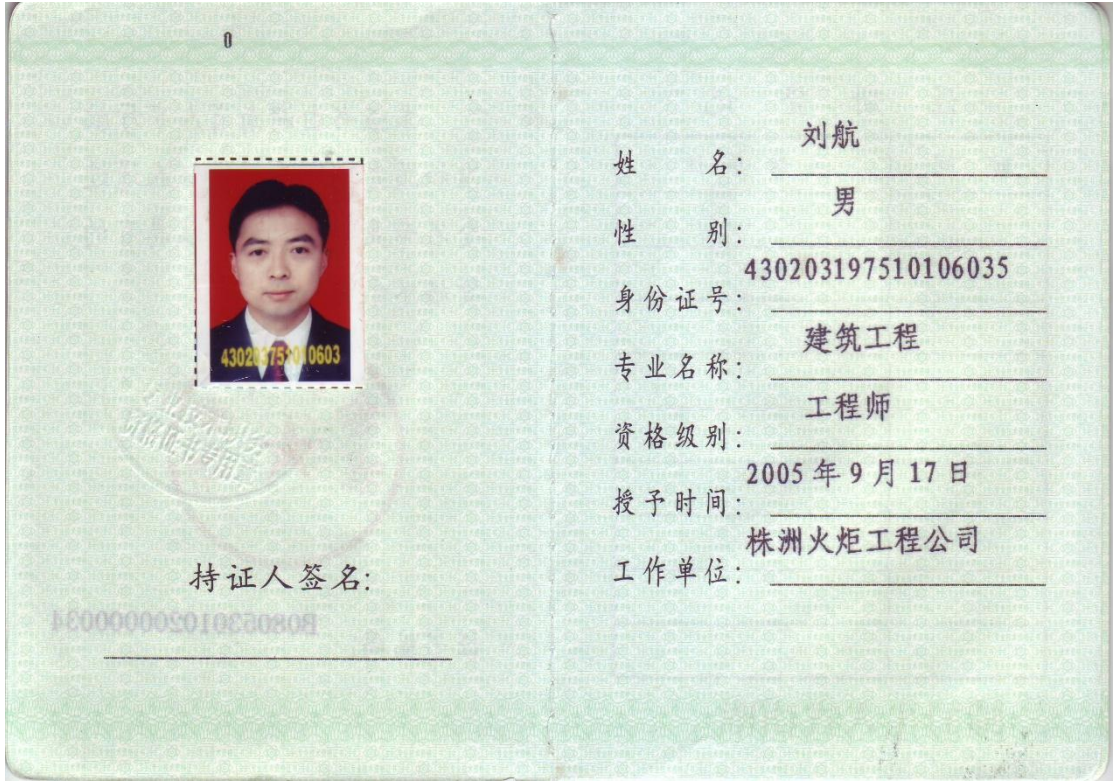 0
430203751010603
持证人签名:
B08053010200000034
姓 名: 刘航
性 别: 男
身份证号: 430203197510106035
专业名称: 建筑工程
资格级别: 工程师
授予时间: 2005 年 9 月 17 日
工作单位: 株洲火炬工程公司